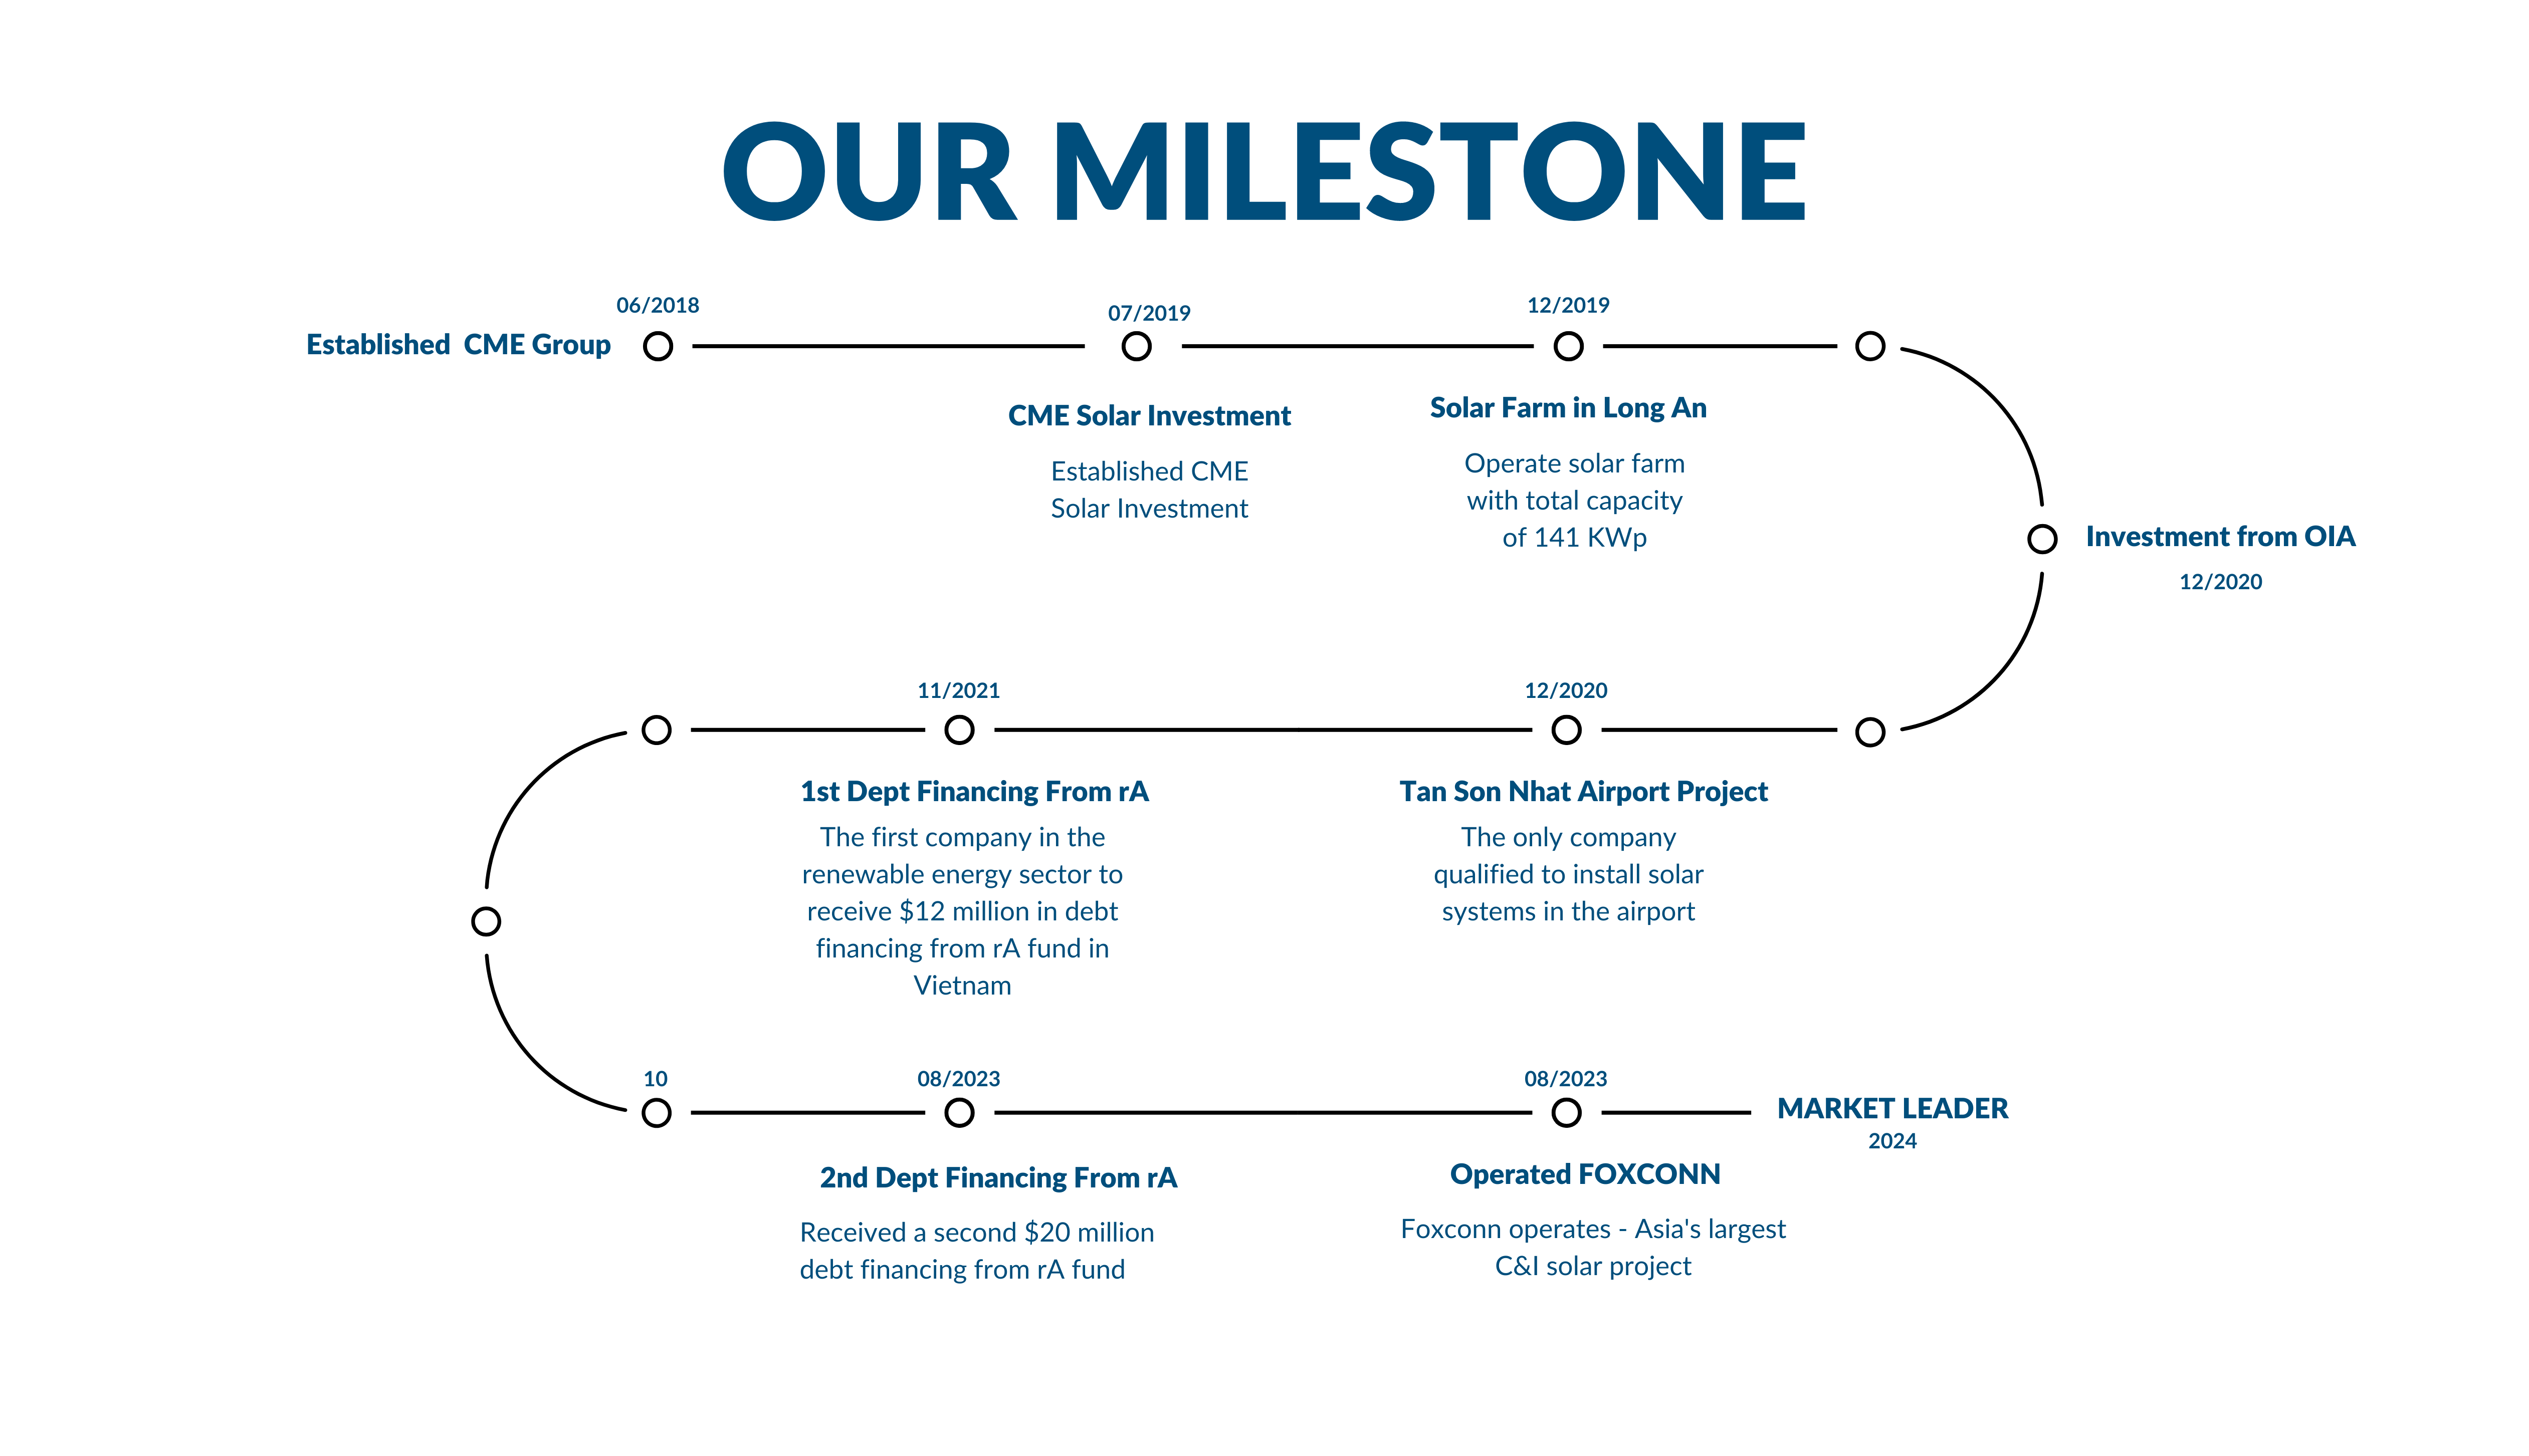 OUR MILESTONE
06/2018
Established  CME Group
07/2019
CME Solar Investment
Established CME
Solar Investment
12/2019
Solar Farm in Long An
Operate solar farm
with total capacity
of 141 KWp
Investment from OIA
12/2020
12/2020
Tan Son Nhat Airport Project
The only company
qualified to install solar
systems in the airport
11/2021
1st Dept Financing From rA
The first company in the
renewable energy sector to
receive $12 million in debt
financing from rA fund in
Vietnam
10
08/2023
2nd Dept Financing From rA
Received a second $20 million
debt financing from rA fund
08/2023
Operated FOXCONN
Foxconn operates - Asia's largest
C&I solar project
MARKET LEADER
2024